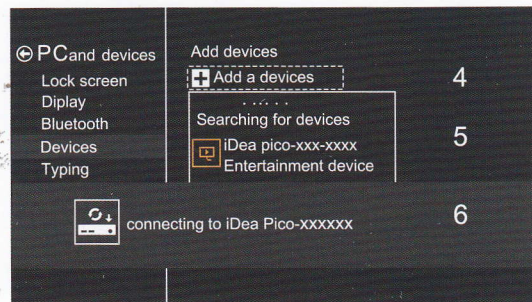 PCand devices
Lock screen
Diplay
Bluetooth
Devices
Typing
Add devices
Add a devices
4
Searching for devices
iDea pico-xxx-xxxx
Entertainment device
5
connecting to iDea Pico-xxxxxx
6